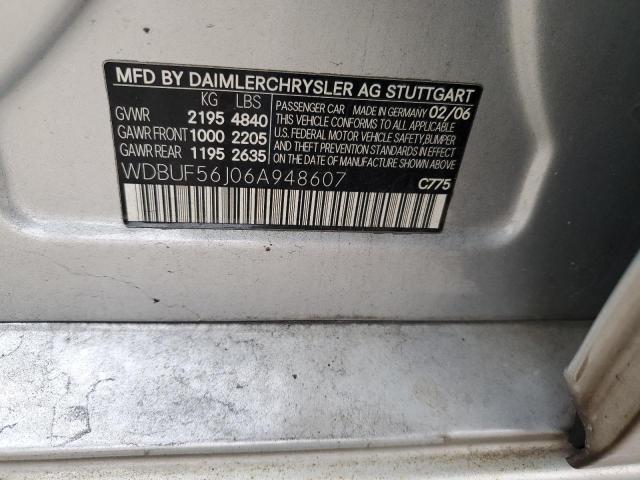 MFD BY DAIMLERCHRYSLER AG STUTTGART
KG LBS
GVWR 2195 4840
GAWR FRONT 1000 2205
GAWR REAR 1195 2635
PASSENGER CAR MADE IN GERMANY 02/06
THIS VEHICLE CONFORMS TO ALL APPLICABLE
U.S. FEDERAL MOTOR VEHICLE SAFETY,BUMPER
AND THEFT PREVENTION STANDARDS IN EFFECT
ON THE DATE OF MANUFACTURE SHOWN ABOVE.
WDBUF56J06A948607 C775